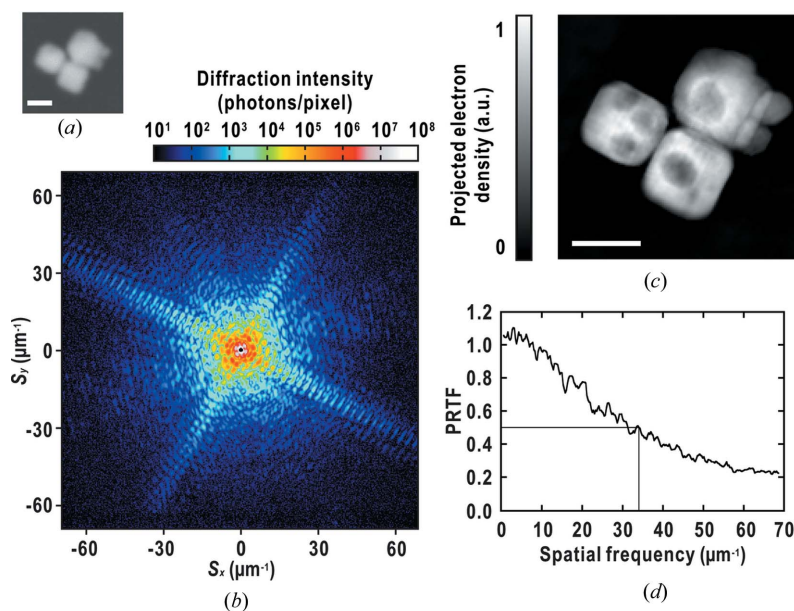 (a)
Diffraction intensity
(photons/pixel)
10¹ 10² 10³ 10⁴ 10⁵ 10⁶ 10⁷ 10⁸
60
30
0
-30
-60
Sy (µm⁻¹)
-60 -30 0 30 60
Sx (µm⁻¹)
(b)
1
0
Projected electron
density (a.u.)
(c)
1.2
1.0
0.8
0.6
0.4
0.2
0.0
PRTF
0 10 20 30 40 50 60 70
Spatial frequency (µm⁻¹)
(d)